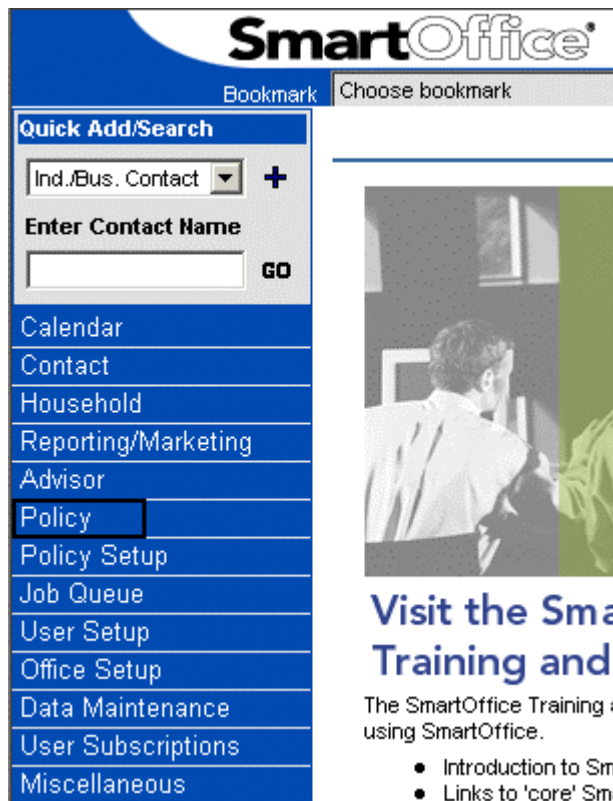 SmartOffice
Bookmark Choose bookmark
Quick Add/Search
Ind./Bus. Contact +
Enter Contact Name
GO
Calendar
Contact
Household
Reporting/Marketing
Advisor
Policy
Policy Setup
Job Queue
User Setup
Office Setup
Data Maintenance
User Subscriptions
Miscellaneous
Visit the Sma
Training and
The SmartOffice Training
using SmartOffice.
● Introduction to Sm
● Links to 'core' Sm